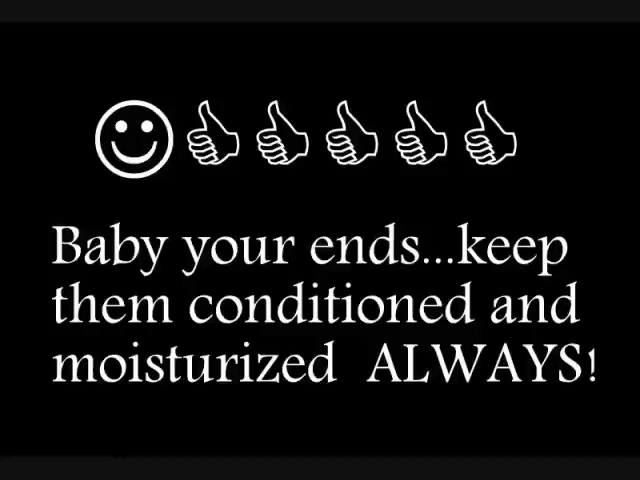 Baby your ends...keep
them conditioned and
moisturized  ALWAYS!